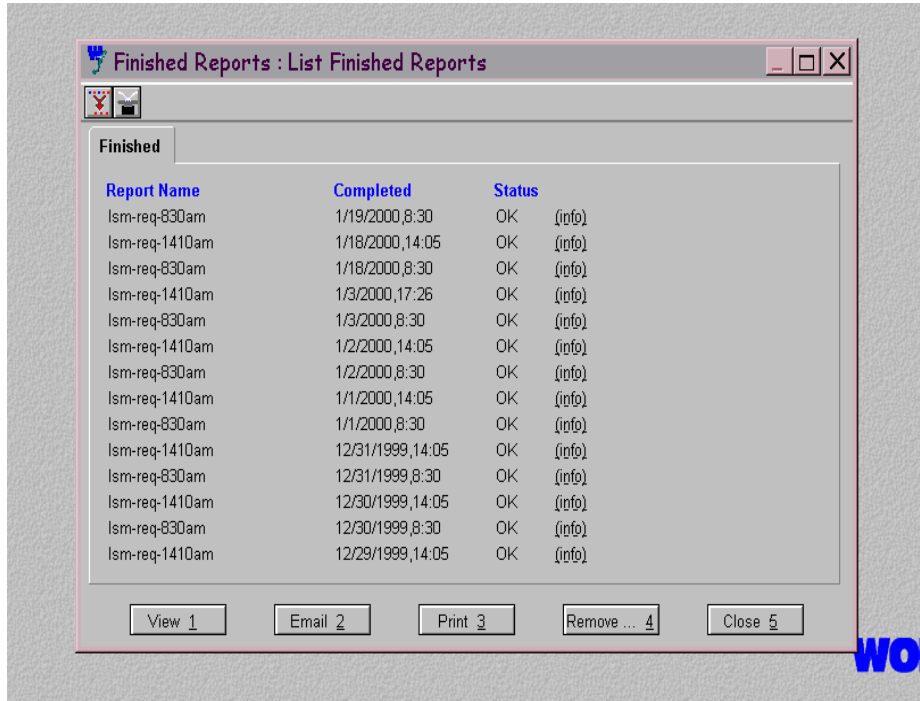 Finished Reports : List Finished Reports
Finished
Report Name Completed Status
lsm-req-830am 1/19/2000,8:30 OK (info)
lsm-req-1410am 1/18/2000,14:05 OK (info)
lsm-req-830am 1/18/2000,8:30 OK (info)
lsm-req-1410am 1/3/2000,17:26 OK (info)
lsm-req-830am 1/3/2000,8:30 OK (info)
lsm-req-1410am 1/2/2000,14:05 OK (info)
lsm-req-830am 1/2/2000,8:30 OK (info)
lsm-req-1410am 1/1/2000,14:05 OK (info)
lsm-req-830am 1/1/2000,8:30 OK (info)
lsm-req-1410am 12/31/1999,14:05 OK (info)
lsm-req-830am 12/31/1999,8:30 OK (info)
lsm-req-1410am 12/30/1999,14:05 OK (info)
lsm-req-830am 12/30/1999,8:30 OK (info)
lsm-req-1410am 12/29/1999,14:05 OK (info)
View 1 Email 2 Print 3 Remove ... 4 Close 5